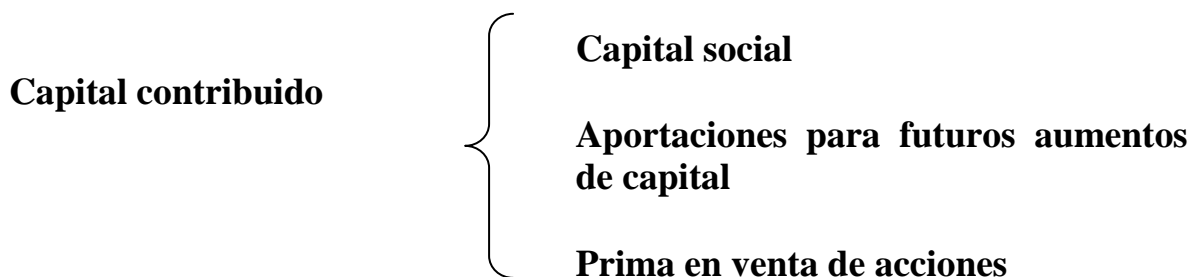 Capital contribuido
Capital social
Aportaciones para futuros aumentos
de capital
Prima en venta de acciones